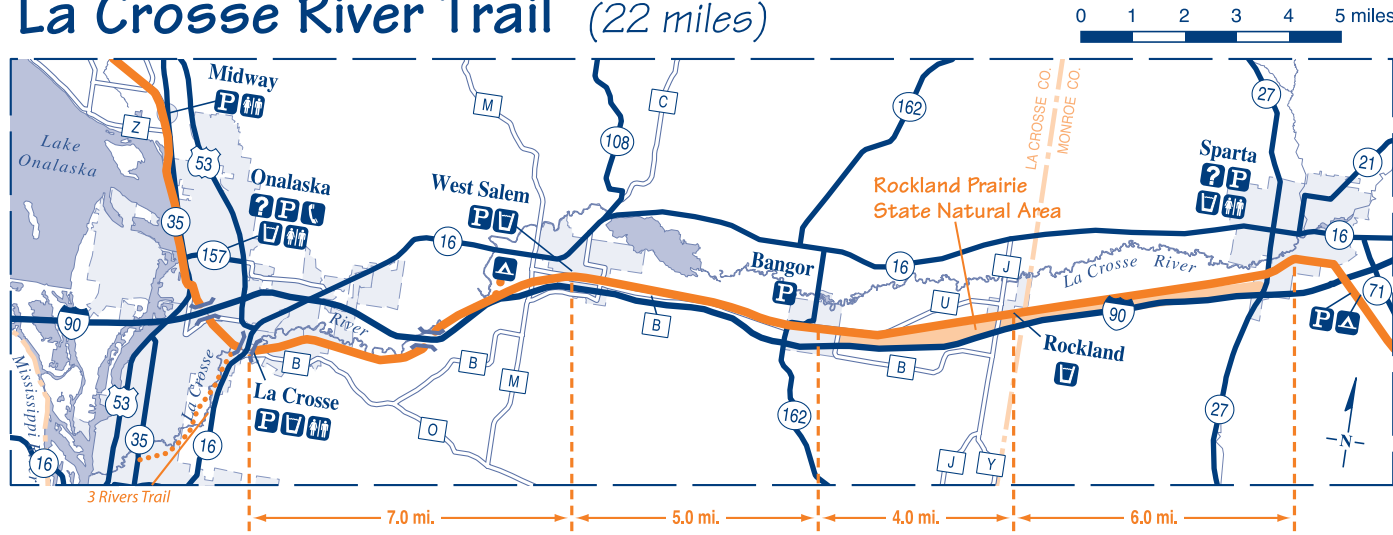 La Crosse River Trail (22 miles)
0 1 2 3 4 5 miles
Midway
P
Z
Lake
Onalaska
53
Onalaska
? P
35
157
90
Mississippi
16
53
35
16
La Crosse
3 Rivers Trail
La Crosse
P
B
River
O
M
C
108
West Salem
P
16
B
M
B
162
Bangor
P
16
162
B
U
J
J
Y
Rockland Prairie
State Natural Area
LA CROSSE CO.
MONROE CO.
La Crosse River
90
Rockland
27
Sparta
? P
21
16
71
P
27
N
7.0 mi.
5.0 mi.
4.0 mi.
6.0 mi.